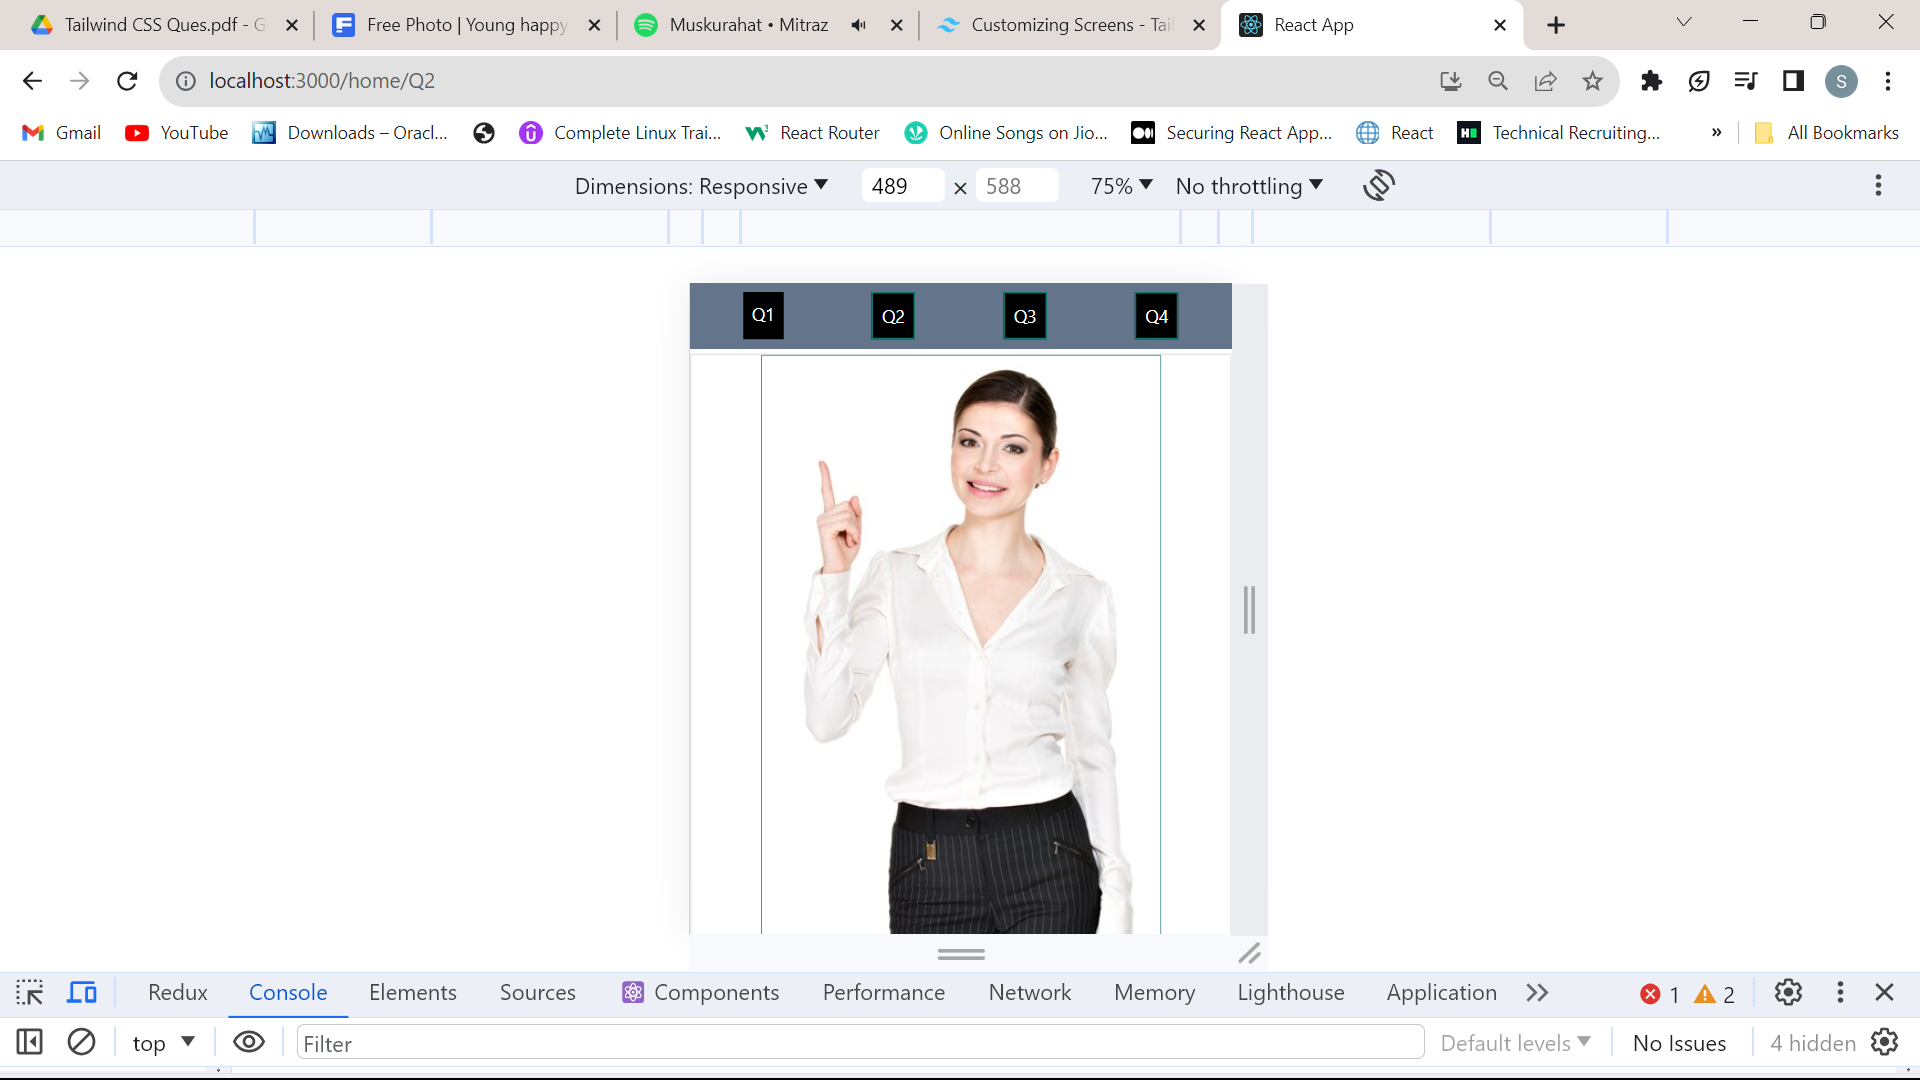 Tailwind CSS Ques.pdf - G
Free Photo | Young happy
Muskurahat • Mitraz
Customizing Screens - Tail
React App
localhost:3000/home/Q2
S
Gmail
YouTube
Downloads – Oracl...
Complete Linux Trai...
React Router
Online Songs on Jio...
Securing React App...
React
Technical Recruiting...
»
All Bookmarks
Dimensions: Responsive
489 × 588
75%
No throttling
Q1 Q2 Q3 Q4
Redux Console Elements Sources Components Performance Network Memory Lighthouse Application 1 2
top
Filter
Default levels
No Issues
4 hidden